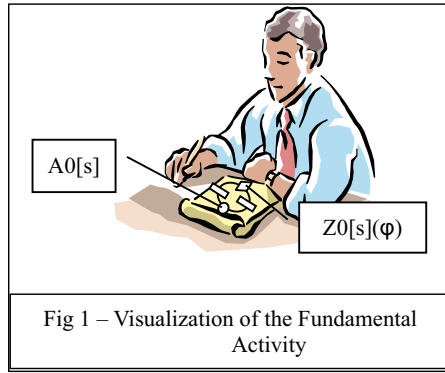 A0[s]
Z0[s](φ)
Fig 1 – Visualization of the Fundamental
Activity